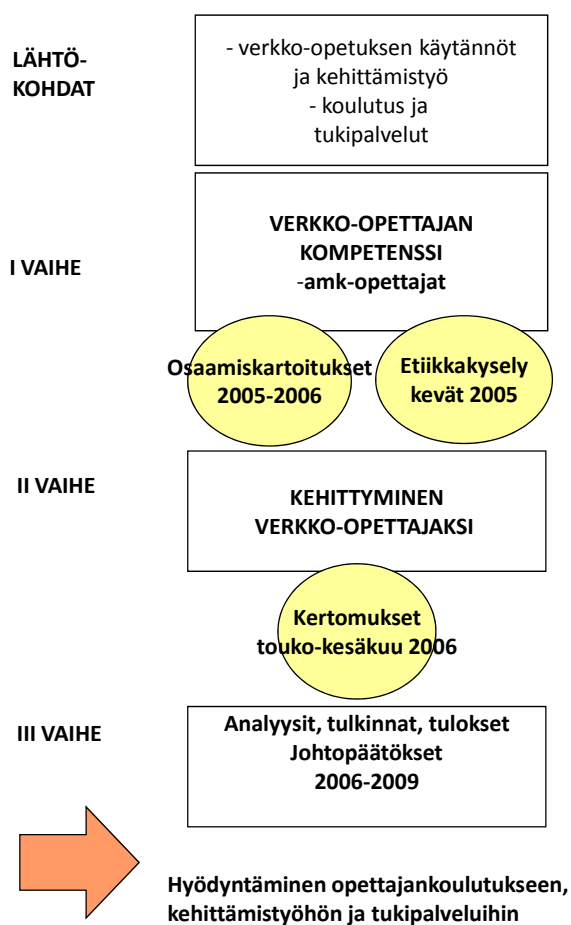 LÄHTÖ-
KOHDAT
- verkko-opetuksen käytännöt
ja kehittämistyö
- koulutus ja
tukipalvelut
I VAIHE
VERKKO-OPETTAJAN
KOMPETENSSI
-amk-opettajat
Osaamiskartoitukset
2005-2006
Etiikkakysely
kevät 2005
II VAIHE
KEHITTYMINEN
VERKKO-OPETTAJAKSI
Kertomukset
touko-kesäkuu 2006
III VAIHE
Analyysit, tulkinnat, tulokset
Johtopäätökset
2006-2009
Hyödyntäminen opettajankoulutukseen,
kehittämistyöhön ja tukipalveluihin